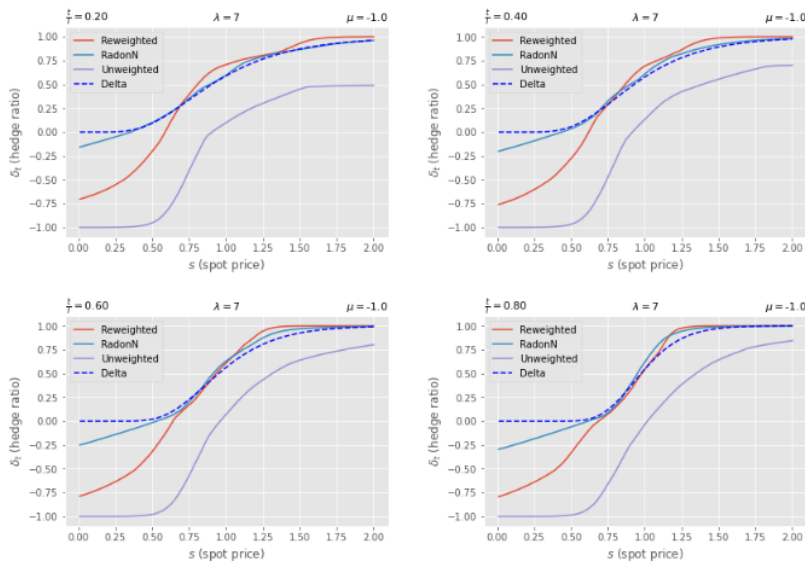 t/T = 0.20 λ = 7 μ = -1.0
Reweighted
RadonN
Unweighted
Delta
1.00
0.75
0.50
0.25
0.00
−0.25
−0.50
−0.75
−1.00
δt (hedge ratio)
0.00 0.25 0.50 0.75 1.00 1.25 1.50 1.75 2.00
s (spot price)
t/T = 0.40 λ = 7 μ = -1.0
Reweighted
RadonN
Unweighted
Delta
1.00
0.75
0.50
0.25
0.00
−0.25
−0.50
−0.75
−1.00
δt (hedge ratio)
0.00 0.25 0.50 0.75 1.00 1.25 1.50 1.75 2.00
s (spot price)
t/T = 0.60 λ = 7 μ = -1.0
Reweighted
RadonN
Unweighted
Delta
1.00
0.75
0.50
0.25
0.00
−0.25
−0.50
−0.75
−1.00
δt (hedge ratio)
0.00 0.25 0.50 0.75 1.00 1.25 1.50 1.75 2.00
s (spot price)
t/T = 0.80 λ = 7 μ = -1.0
Reweighted
RadonN
Unweighted
Delta
1.00
0.75
0.50
0.25
0.00
−0.25
−0.50
−0.75
−1.00
δt (hedge ratio)
0.00 0.25 0.50 0.75 1.00 1.25 1.50 1.75 2.00
s (spot price)